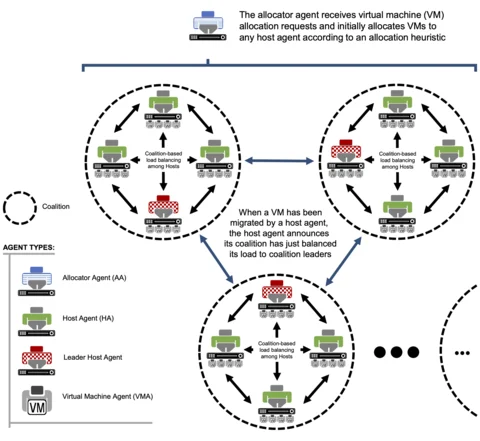 The allocator agent receives virtual machine (VM)
allocation requests and initially allocates VMs to
any host agent according to an allocation heuristic
Coalition-based
load balancing
among Hosts
Coalition-based
load balancing
among Hosts
Coalition
When a VM has been
migrated by a host agent,
the host agent announces
its coalition has just balanced
its load to coalition leaders
AGENT TYPES:
Allocator Agent (AA)
Host Agent (HA)
Leader Host Agent
Virtual Machine Agent (VMA)
VM
Coalition-based
load balancing
among Hosts